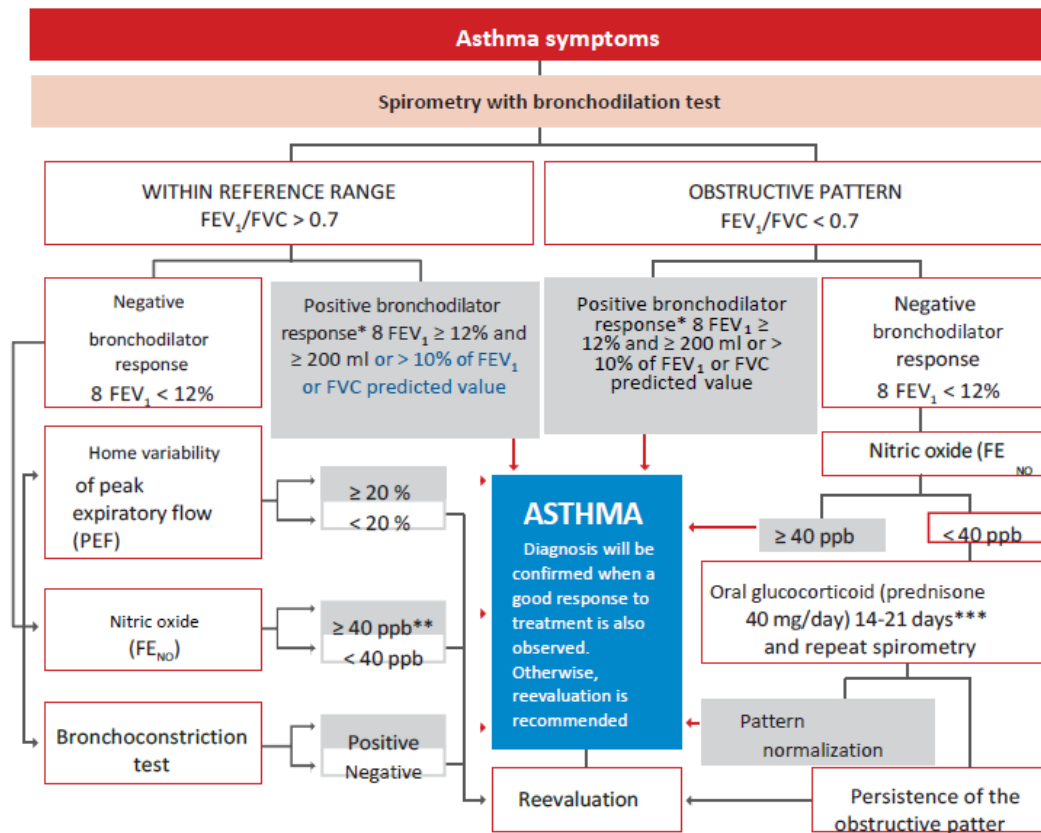 Asthma symptoms
Spirometry with bronchodilation test
WITHIN REFERENCE RANGE
FEV₁/FVC > 0.7
OBSTRUCTIVE PATTERN
FEV₁/FVC < 0.7
Negative
bronchodilator
response
8 FEV₁ < 12%
Positive bronchodilator
response* 8 FEV₁ ≥ 12% and
≥ 200 ml or > 10% of FEV₁
or FVC predicted value
Positive bronchodilator
response* 8 FEV₁ ≥
12% and ≥ 200 ml or >
10% of FEV₁ or FVC
predicted value
Negative
bronchodilator
response
8 FEV₁ < 12%
Home variability
of peak
expiratory flow
(PEF)
≥ 20 %
< 20 %
Nitric oxide
(FE_NO)
≥ 40 ppb**
< 40 ppb
Bronchoconstriction
test
Positive
Negative
ASTHMA
Diagnosis will be
confirmed when a
good response to
treatment is also
observed.
Otherwise,
reevaluation is
recommended
Reevaluation
Nitric oxide (FE
NO
≥ 40 ppb
< 40 ppb
Oral glucocorticoid (prednisone
40 mg/day) 14-21 days***
and repeat spirometry
Pattern
normalization
Persistence of the
obstructive patter